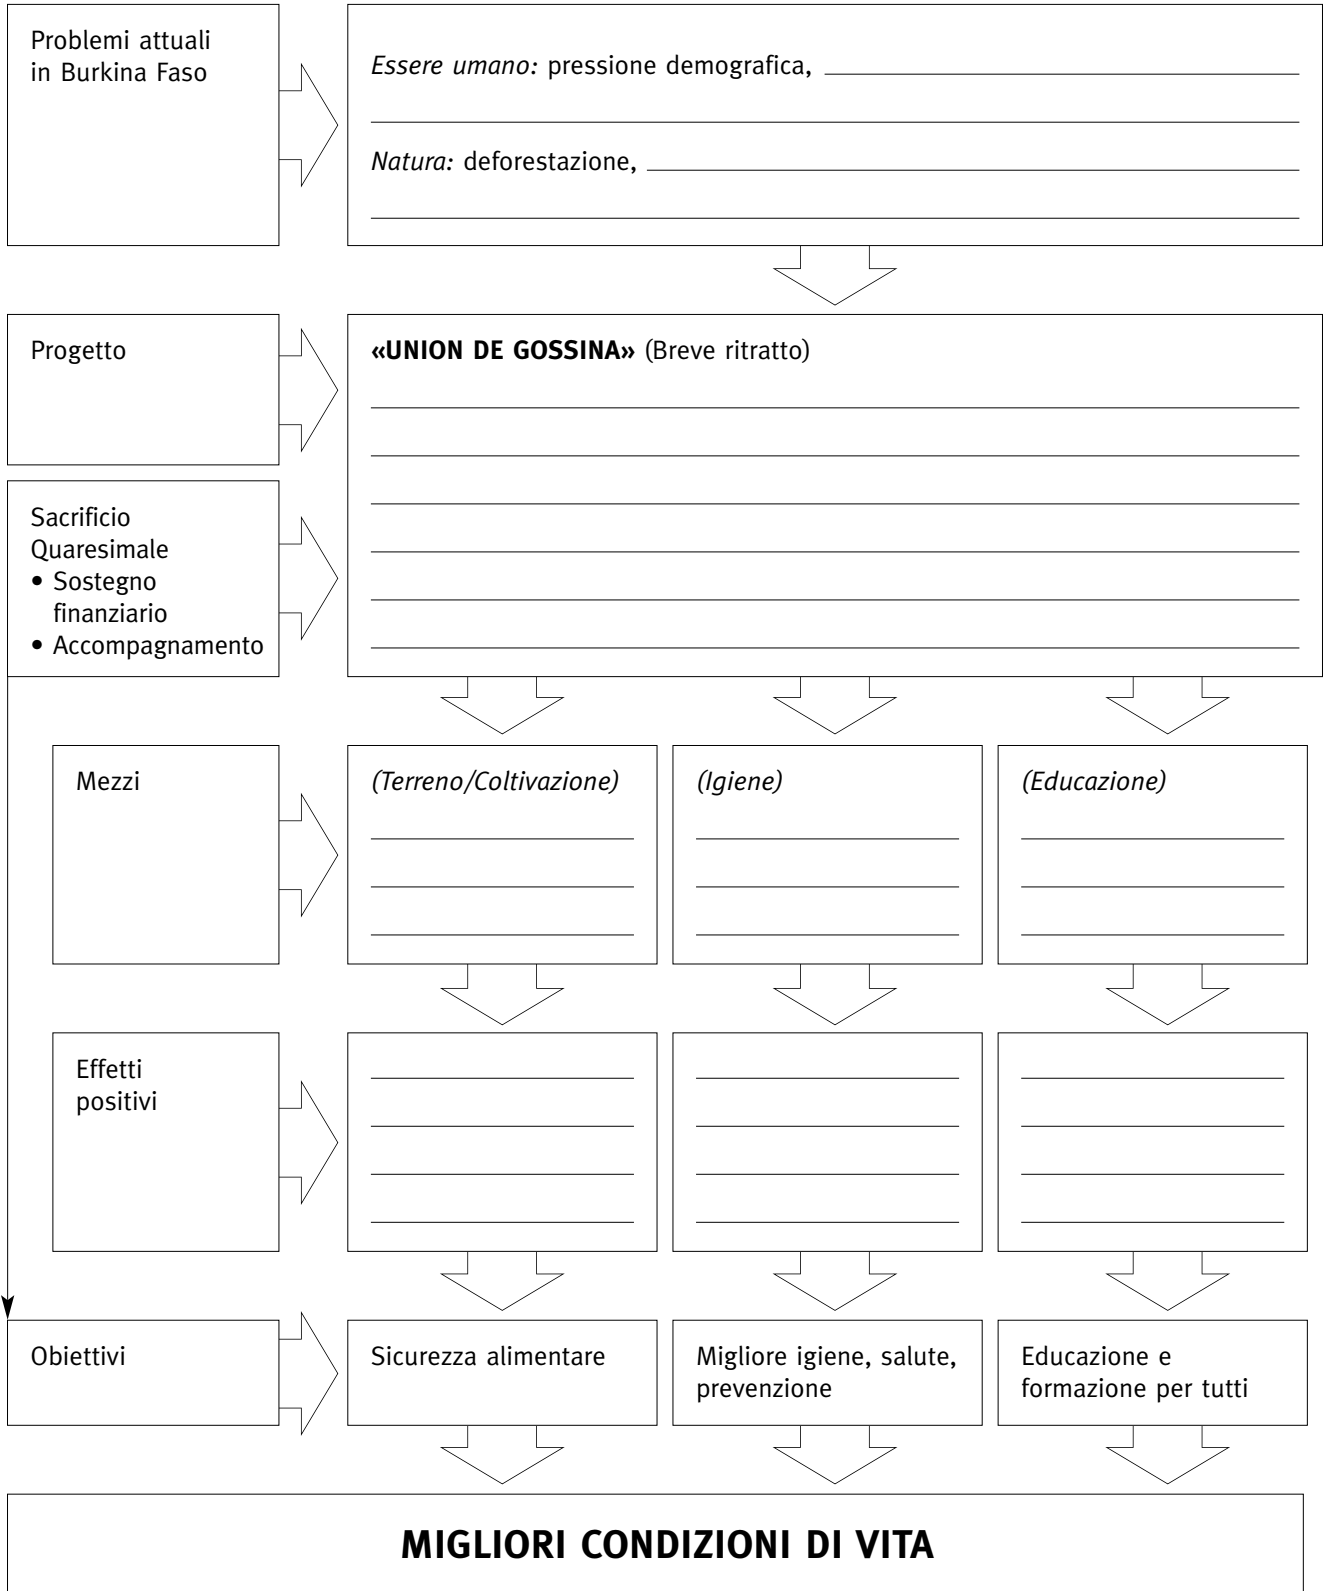 Problemi attuali
in Burkina Faso
Essere umano: pressione demografica,
Natura: deforestazione,
Progetto
«UNION DE GOSSINA» (Breve ritratto)
Sacrificio
Quaresimale
• Sostegno
finanziario
• Accompagnamento
Mezzi
(Terreno/Coltivazione)
(Igiene)
(Educazione)
Effetti
positivi
Obiettivi
Sicurezza alimentare
Migliore igiene, salute,
prevenzione
Educazione e
formazione per tutti
MIGLIORI CONDIZIONI DI VITA